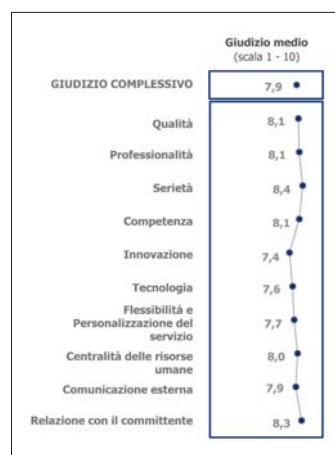 Giudizio medio
(scala 1 - 10)
GIUDIZIO COMPLESSIVO 7,9
Qualità 8,1
Professionalità 8,1
Serietà 8,4
Competenza 8,1
Innovazione 7,4
Tecnologia 7,6
Flessibilità e
Personalizzazione del 7,7
servizio
Centralità delle risorse 8,0
umane
Comunicazione esterna 7,9
Relazione con il committente 8,3